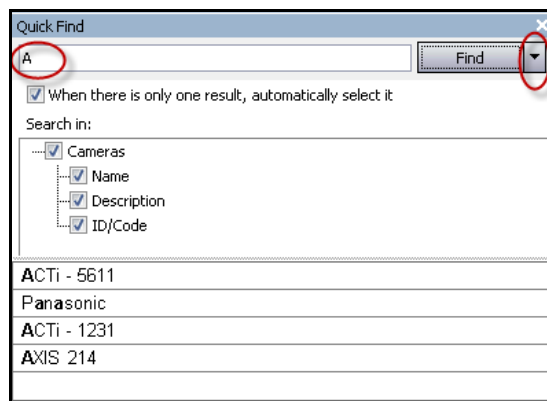 Quick Find
A Find
When there is only one result, automatically select it
Search in:
Cameras
Name
Description
ID/Code
ACTi - 5611
Panasonic
ACTi - 1231
AXIS 214